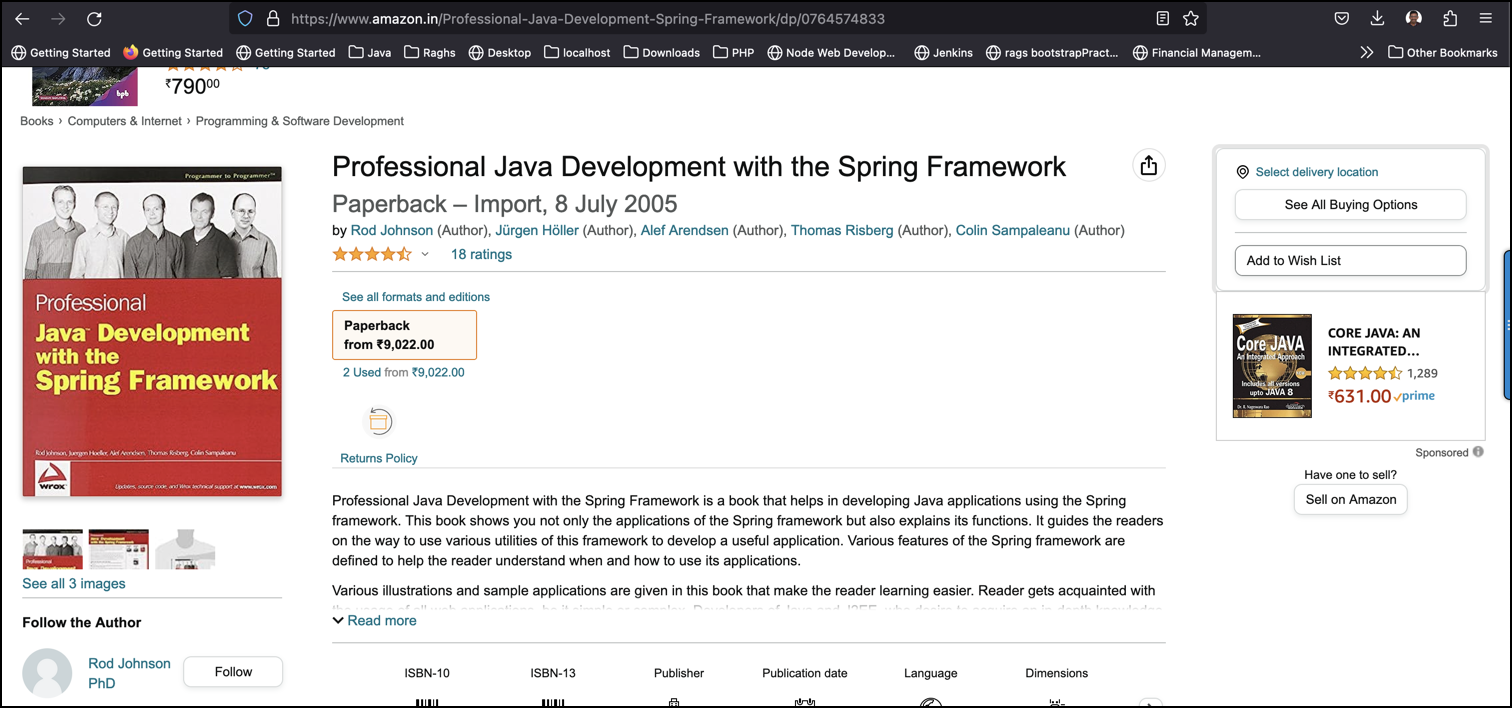 https://www.amazon.in/Professional-Java-Development-Spring-Framework/dp/0764574833
Getting Started Getting Started Getting Started Java Raghs Desktop localhost Downloads PHP Node Web Develop... Jenkins rags bootstrapPract... Financial Managem... Other Bookmarks
bpb
₹79000
Books › Computers & Internet › Programming & Software Development
Programmer to Programmer™
Professional
Java™ Development
with the
Spring Framework
Rod Johnson, Juergen Hoeller, Alef Arendsen, Thomas Risberg, Colin Sampaleanu
wrox
Updates, source code, and Wrox technical support at www.wrox.com
See all 3 images
Follow the Author
Rod Johnson
PhD
Follow
Professional Java Development with the Spring Framework
Paperback – Import, 8 July 2005
by Rod Johnson (Author), Jürgen Höller (Author), Alef Arendsen (Author), Thomas Risberg (Author), Colin Sampaleanu (Author)
18 ratings
See all formats and editions
Paperback
from ₹9,022.00
2 Used from ₹9,022.00
Returns Policy
Professional Java Development with the Spring Framework is a book that helps in developing Java applications using the Spring
framework. This book shows you not only the applications of the Spring framework but also explains its functions. It guides the readers
on the way to use various utilities of this framework to develop a useful application. Various features of the Spring framework are
defined to help the reader understand when and how to use its applications.
Various illustrations and sample applications are given in this book that make the reader learning easier. Reader gets acquainted with
Read more
ISBN-10 ISBN-13 Publisher Publication date Language Dimensions
Select delivery location
See All Buying Options
Add to Wish List
Core JAVA
An Integrated Approach
Includes all versions
upto JAVA 8
CORE JAVA: AN
INTEGRATED...
1,289
₹631.00 prime
Sponsored
Have one to sell?
Sell on Amazon